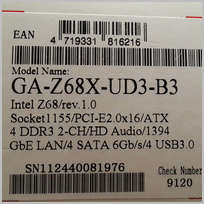 EAN
4 719331 816216
Model Name:
GA-Z68X-UD3-B3
Intel Z68/rev.1.0
Socket1155/PCI-E2.0x16/ATX
4 DDR3 2-CH/HD Audio/1394
GbE LAN/4 SATA 6Gb/s/4 USB3.0
SN112440081976
Check Number
9120